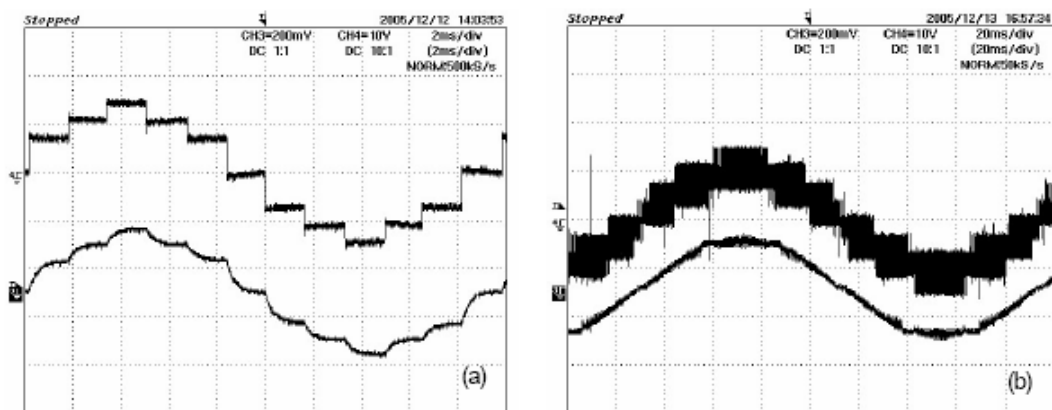 Stopped 2005/12/12 14:03:53
CH3=200mV CH4=10V 2ms/div
DC 1:1 DC 10:1 (2ms/div)
NORM:500kS/s
(a)
Stopped 2005/12/13 16:57:34
CH3=200mV CH4=10V 20ms/div
DC 1:1 DC 10:1 (20ms/div)
NORM:50kS/s
(b)